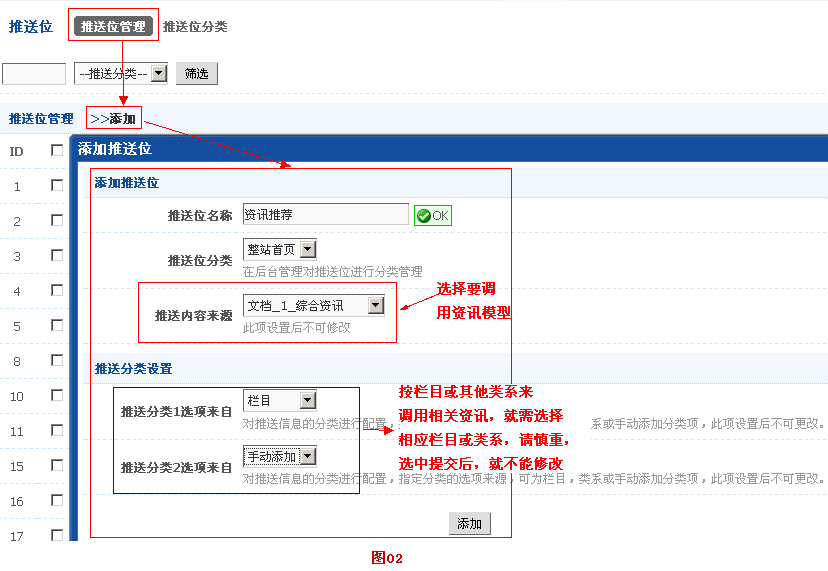 推送位 推送位管理 推送位分类
--推送分类-- 筛选
推送位管理 >>添加
ID 添加推送位
1 添加推送位
推送位名称 资讯推荐 OK
2
推送位分类 整站首页
3
在后台管理对推送位进行分类管理
4 选择要调
推送内容来源 文档_1_综合资讯 用资讯模型
5 此项设置后不可修改
8 推送分类设置
10 推送分类1选项来自 栏目 按栏目或其他类系来
调用相关资讯，就需选择
对推送信息的分类进行配置， 系或手动添加分类项，此项设置后不可更改。
11 相应栏目或类系，请慎重，
15 推送分类2选项来自 手动添加 选中提交后，就不能修改
对推送信息的分类进行配置，指定分类的选项来源，可为栏目，类系或手动添加分类项，此项设置后不可更改。
16
17 添加
图02